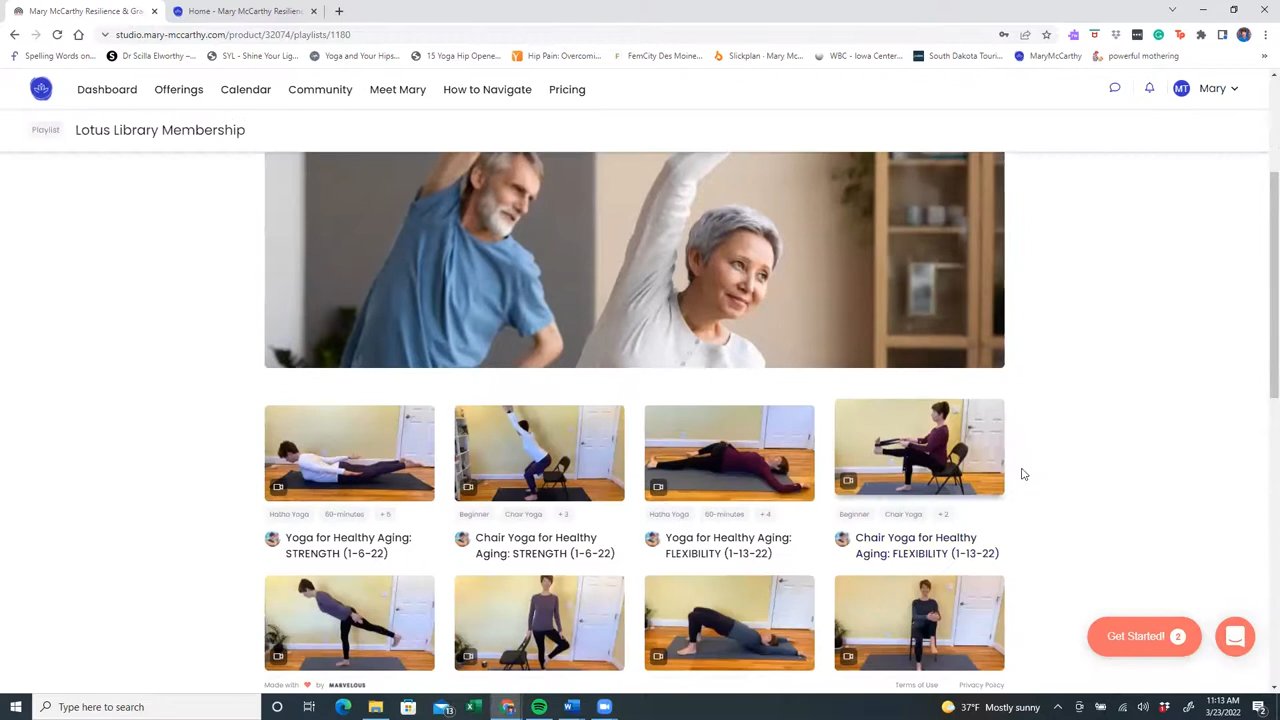 Mary McCarthy Resilience & Gra
Home - Mary McCarthy Resilienc
studio.mary-mccarthy.com/product/32074/playlists/1180
Spelling Words on...
Dr Scilla Elworthy –...
SYL - Shine Your Lig...
Yoga and Your Hips...
15 Yoga Hip Opene...
Hip Pain: Overcomi...
FemCity Des Moine...
Slickplan - Mary Mc...
WBC - Iowa Center...
South Dakota Touri...
MaryMcCarthy
powerful mothering
»
Dashboard
Offerings
Calendar
Community
Meet Mary
How to Navigate
Pricing
MT
Mary
Playlist
Lotus Library Membership
Hatha Yoga
60-minutes
Beginner
Chair Yoga
+ 3
Hatha Yoga
60-minutes
+ 4
Beginner
Chair Yoga
+ 2
Yoga for Healthy Aging:
STRENGTH (1-6-22)
Chair Yoga for Healthy
Aging: STRENGTH (1-6-22)
Yoga for Healthy Aging:
FLEXIBILITY (1-13-22)
Chair Yoga for Healthy
Aging: FLEXIBILITY (1-13-22)
Get Started! 2
Made with ❤ by MARVELOUS
Terms of Use
Privacy Policy
Type here to search
13
37°F Mostly sunny
11:13 AM
3/23/2022
2